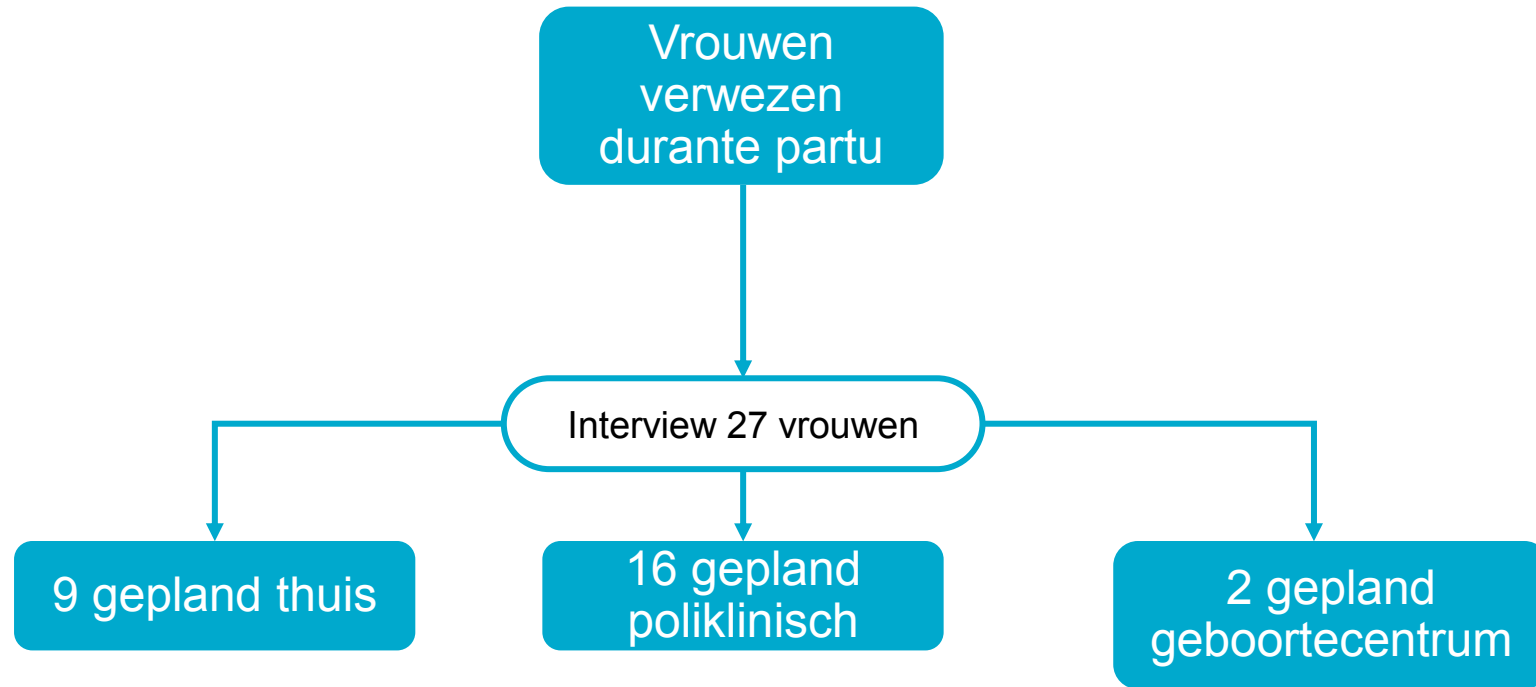 Vrouwen
verwezen
durante partu
Interview 27 vrouwen
9 gepland thuis
16 gepland
poliklinisch
2 gepland
geboortecentrum